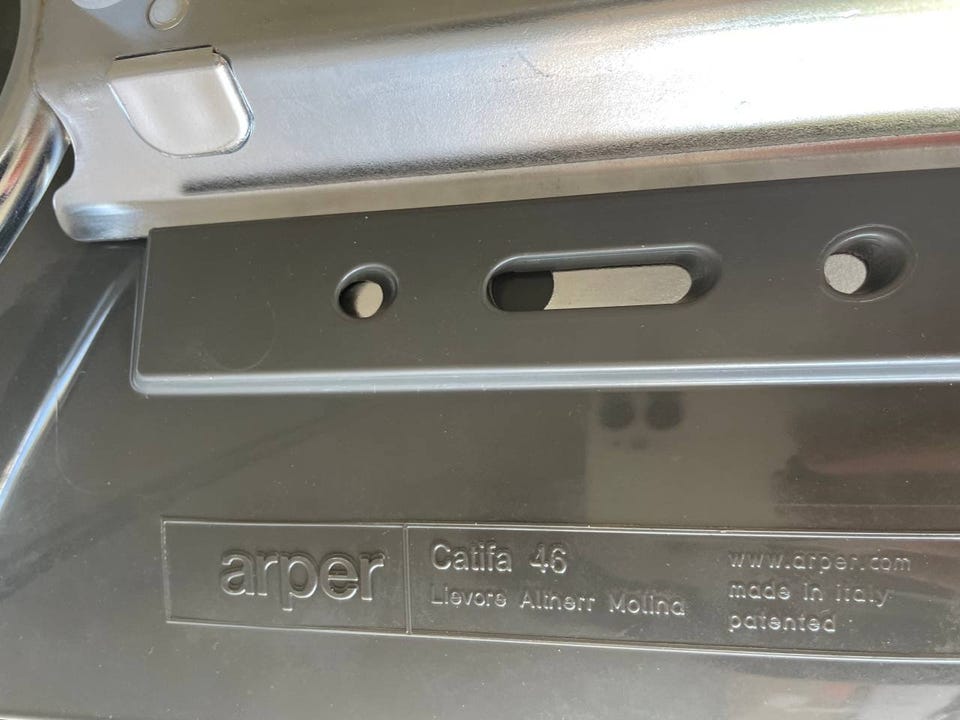 arper
Catifa 46
Lievore Altherr Molina
www.arper.com
made in Italy
patented